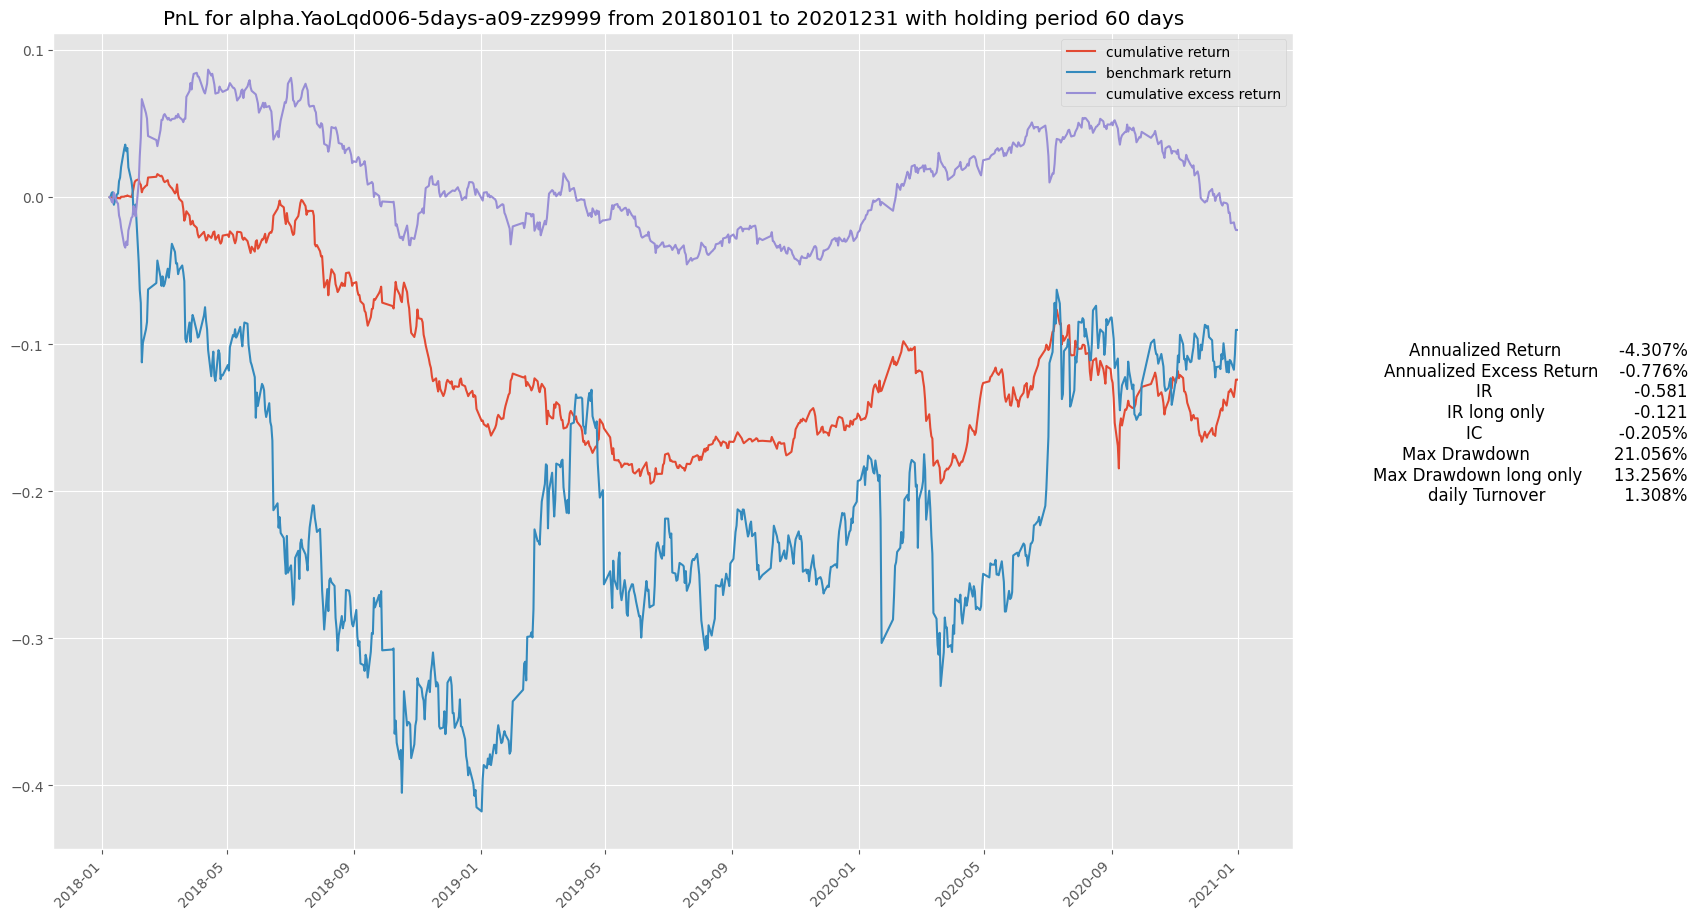 PnL for alpha.YaoLqd006-5days-a09-zz9999 from 20180101 to 20201231 with holding period 60 days
cumulative return
benchmark return
cumulative excess return
0.1
0.0
−0.1
−0.2
−0.3
−0.4
2018-01
2018-05
2018-09
2019-01
2019-05
2019-09
2020-01
2020-05
2020-09
2021-01
Annualized Return -4.307%
Annualized Excess Return -0.776%
IR -0.581
IR long only -0.121
IC -0.205%
Max Drawdown 21.056%
Max Drawdown long only 13.256%
daily Turnover 1.308%